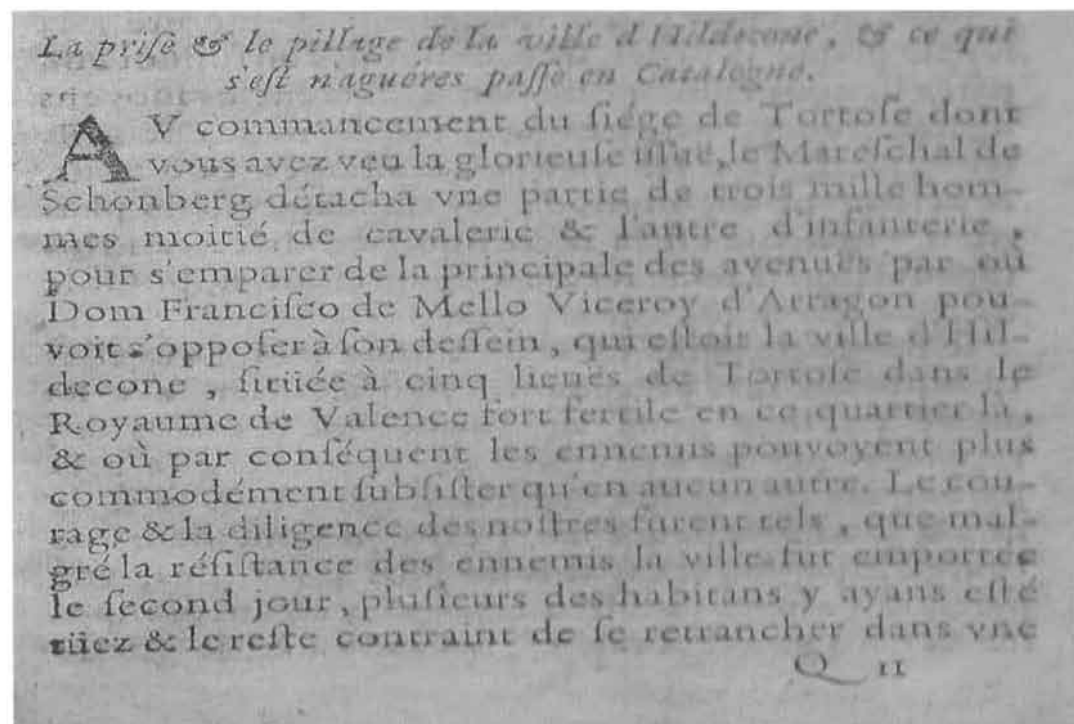 La priſe & le pillage de la ville d'Hildecone, & ce qui
s'eſt n'aguéres paſſé en Catalogne.
AV commancement du ſiége de Tortoſe dont
vous avez veu la glorieuſe iſſuë, le Mareſchal de
Schonberg détacha vne partie de trois mille hom-
mes moitié de cavalerie & l'autre d'infanterie,
pour s'emparer de la principale des avenuës par où
Dom Franciſco de Mello Viceroy d'Arragon pou-
voit s'oppoſer à ſon deſſein, qui eſtoit la ville d'Hil-
decone, ſitüée à cinq lieuës de Tortoſe dans le
Royaume de Valence fort fertile en ce quartier là,
& où par conſéquent les ennemis pouvoyent plus
commodément ſubſiſter qu'en aucun autre. Le cou-
rage & la diligence des noſtres furent tels, que mal-
gré la réſiſtance des ennemis la ville fut emportée
le ſecond jour, pluſieurs des habitans y ayans eſté
tüez & le reſte contraint de ſe retrancher dans vne
Q ii